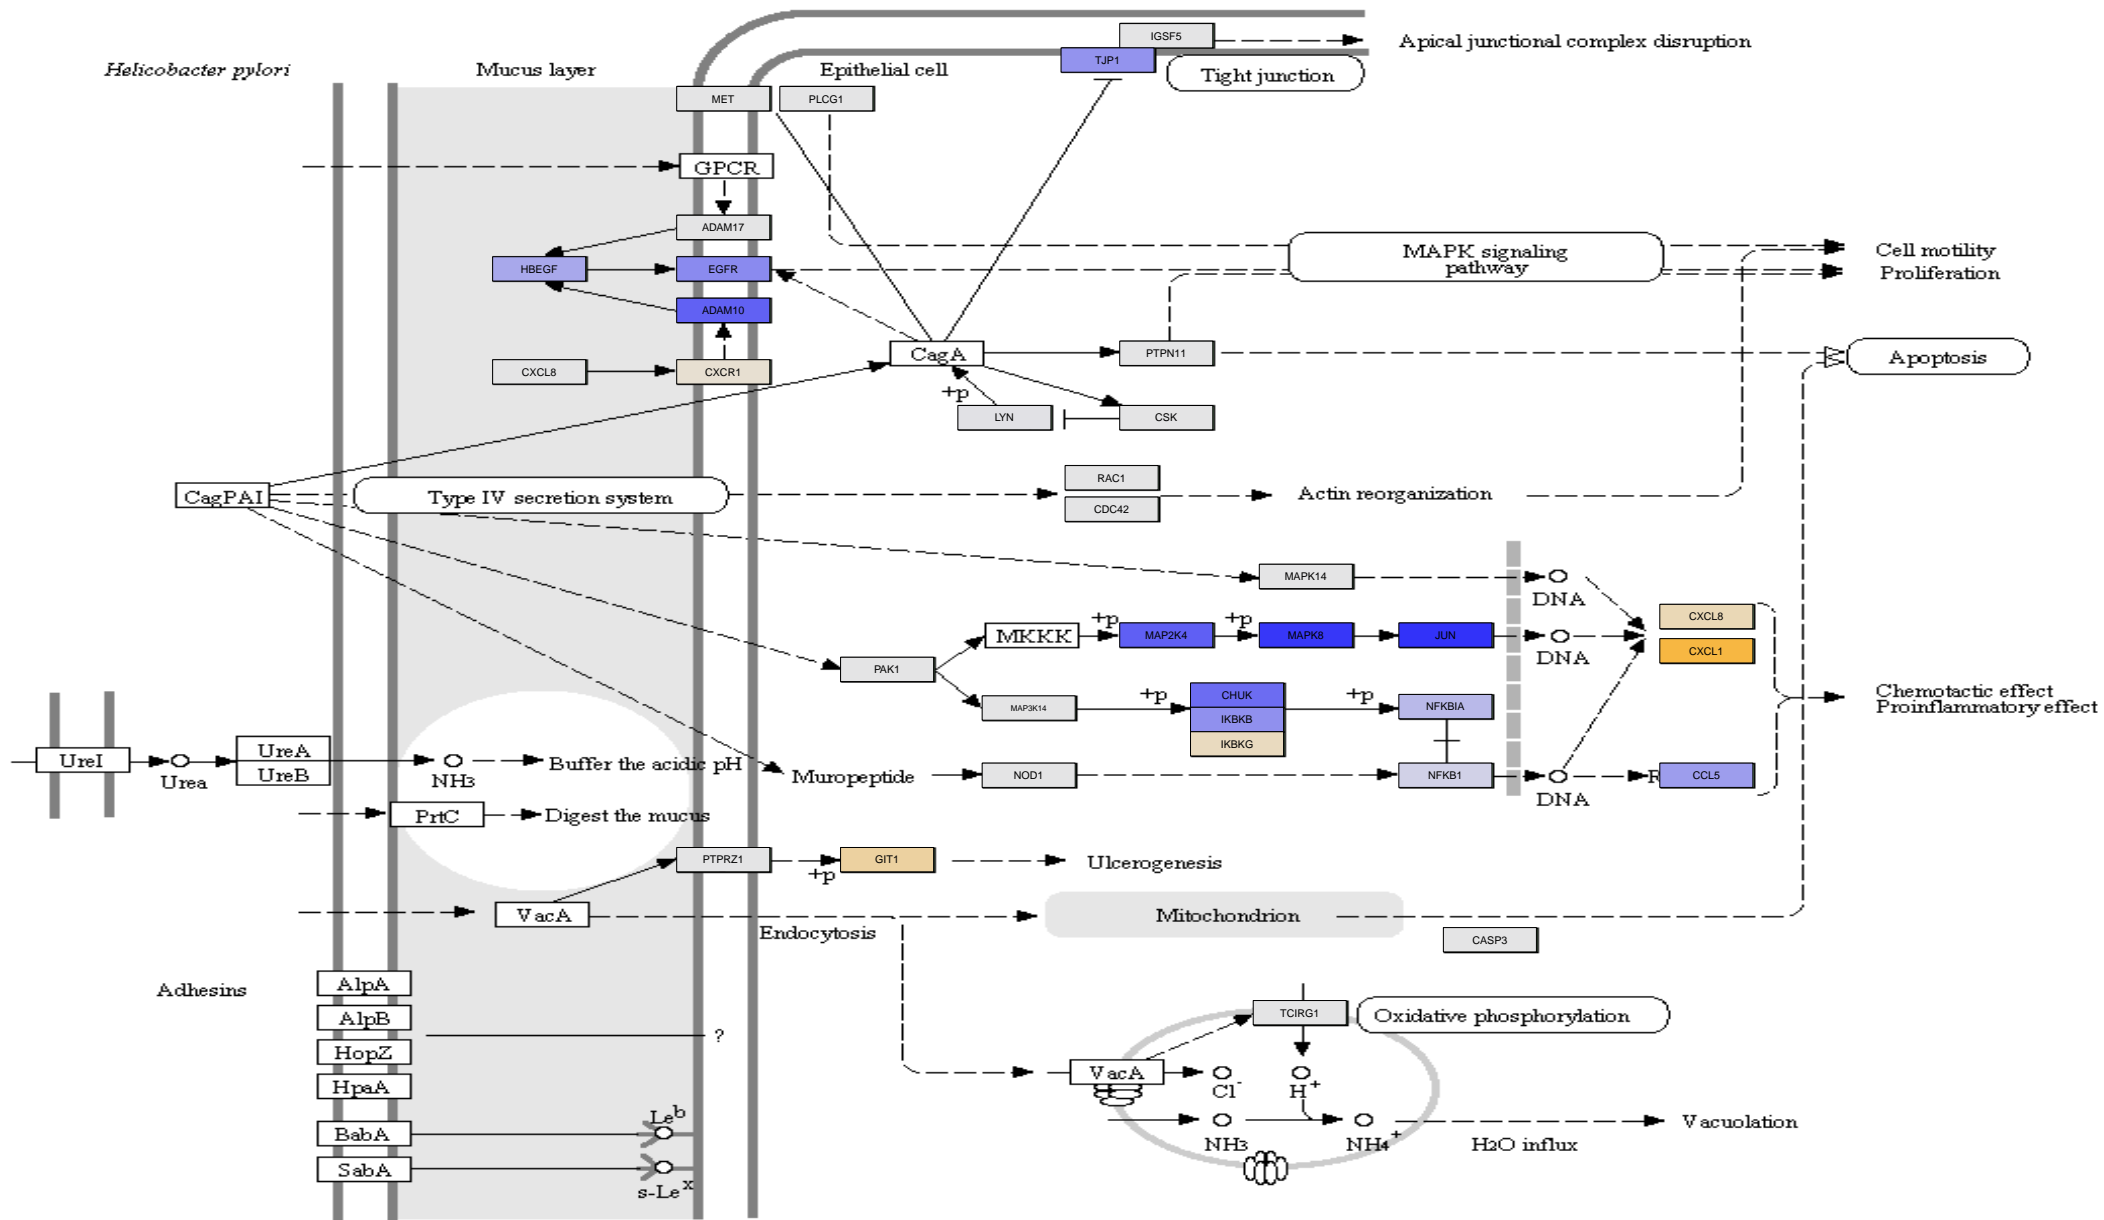 IGSF5
Apical junctional complex disruption
TJP1
Helicobacter pylori
Mucus layer
Epithelial cell
Tight junction
MET
PLCG1
GPCR
ADAM17
MAPK signaling
pathway
Cell motility
Proliferation
HBEGF
EGFR
ADAM10
CagA
PTPN11
Apoptosis
CXCL8
CXCR1
+p
LYN
CSK
CagPAI
Type IV secretion system
RAC1
CDC42
Actin reorganization
MAPK14
DNA
CXCL8
+p
+p
MKKK
MAP2K4
MAPK8
JUN
DNA
CXCL1
PAK1
MAP3K14
+p
CHUK
IKBKB
IKBKG
+p
NFKBIA
Chemotactic effect
Proinflammatory effect
UreI
Urea
UreA
UreB
NH3
Buffer the acidic pH
Muropeptide
NOD1
NFKB1
DNA
R
CCL5
PrtC
Digest the mucus
PTPRZ1
+p
GIT1
Ulcerogenesis
VacA
Endocytosis
Mitochondrion
CASP3
Adhesins
AlpA
AlpB
HopZ
HpaA
BabA
SabA
?
Le b
s-Le x
TCIRG1
Oxidative phosphorylation
VacA
Cl-
H+
NH3
NH4+
H2O influx
Vacuolation